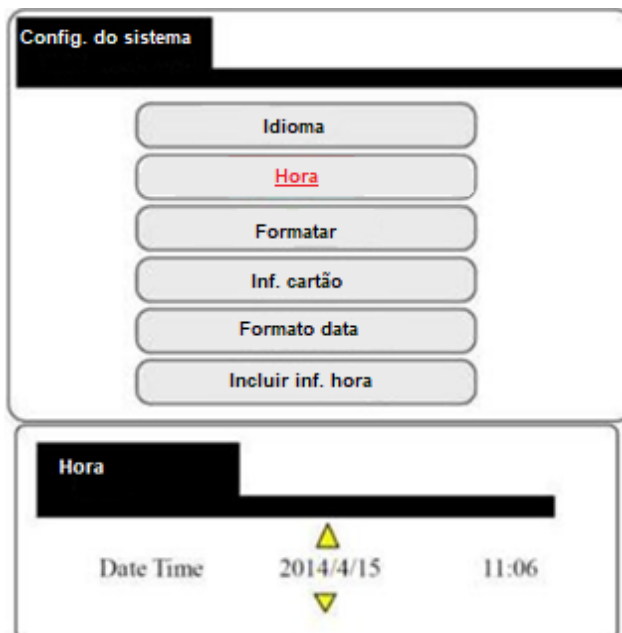 Config. do sistema
Idioma
Hora
Formatar
Inf. cartão
Formato data
Incluir inf. hora
Hora
Date Time 2014/4/15 11:06